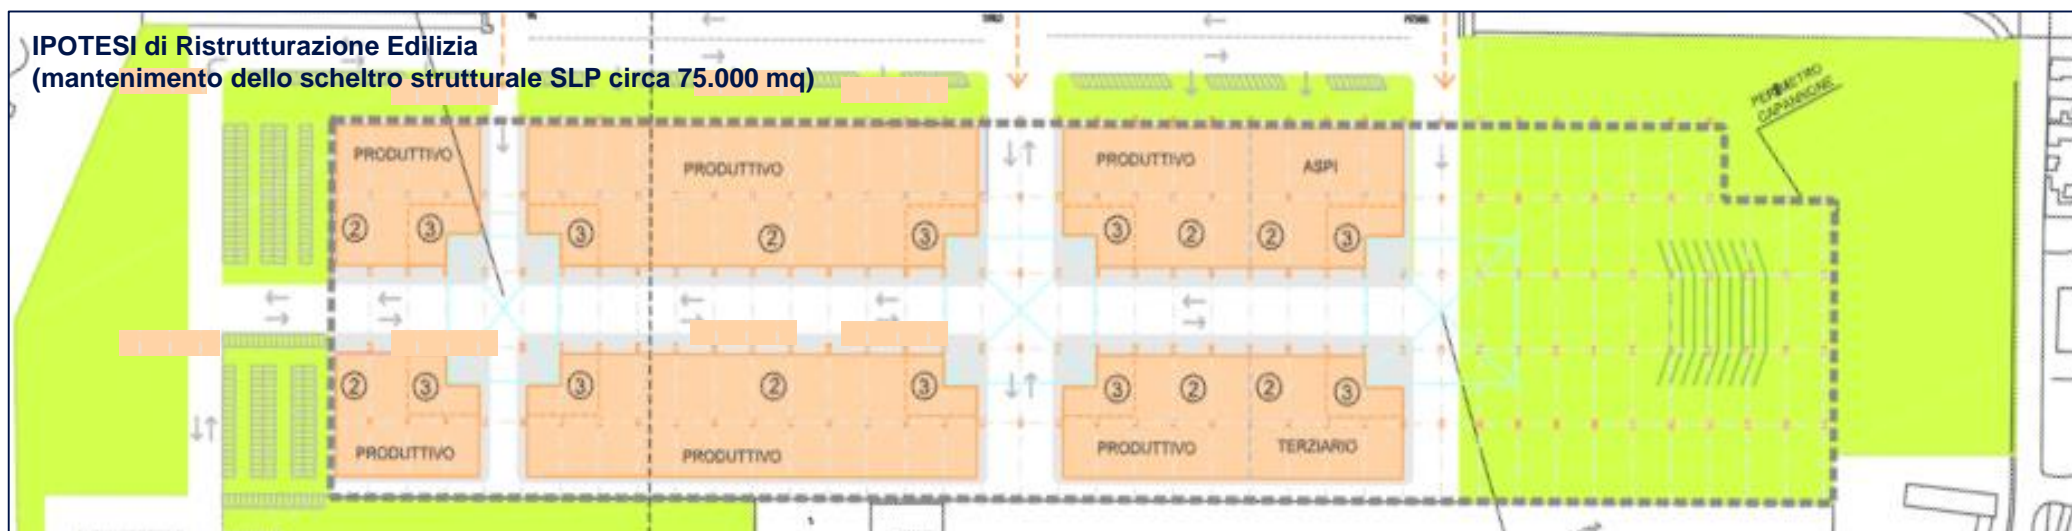 IPOTESI di Ristrutturazione Edilizia
(mantenimento dello scheltro strutturale SLP circa 75.000 mq)
PERIMETRO
CAPANNONE
PRODUTTIVO
PRODUTTIVO
PRODUTTIVO
ASPI
2 3 3 2 3 3 2 2 3
2 3 3 2 3 3 2 2 3
PRODUTTIVO
PRODUTTIVO
PRODUTTIVO
TERZIARIO